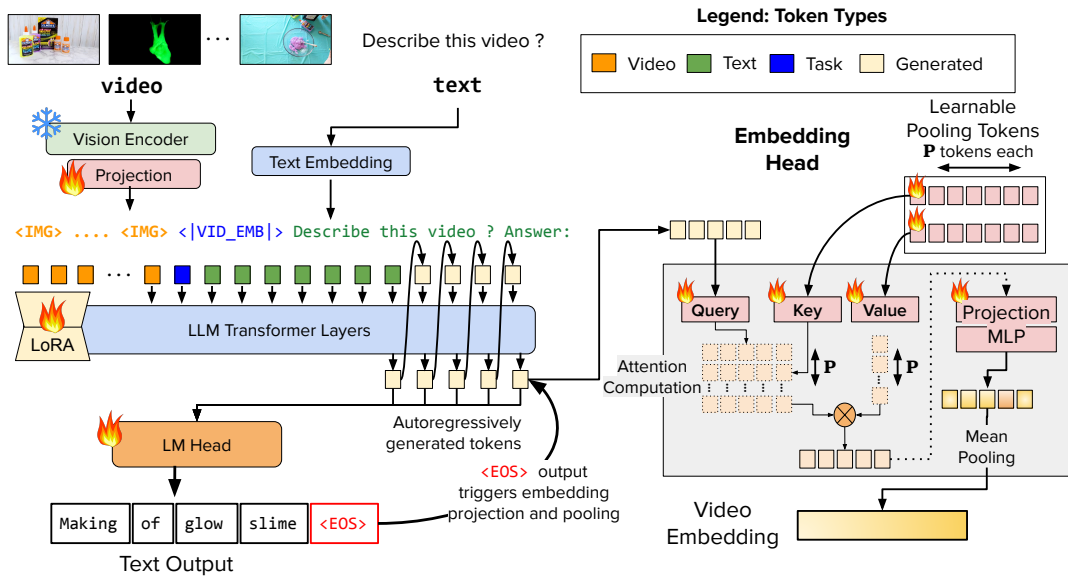 Describe this video ?
video
text
Vision Encoder
Projection
Text Embedding
<IMG> .... <IMG> <|VID_EMB|> Describe this video ? Answer:
LoRA
LLM Transformer Layers
Autoregressively
generated tokens
LM Head
<EOS> output
triggers embedding
projection and pooling
Making of glow slime <EOS>
Text Output
Legend: Token Types
Video Text Task Generated
Embedding
Head
Learnable
Pooling Tokens
P tokens each
Query Key Value
Projection
MLP
Attention
Computation
P
P
Mean
Pooling
Video
Embedding